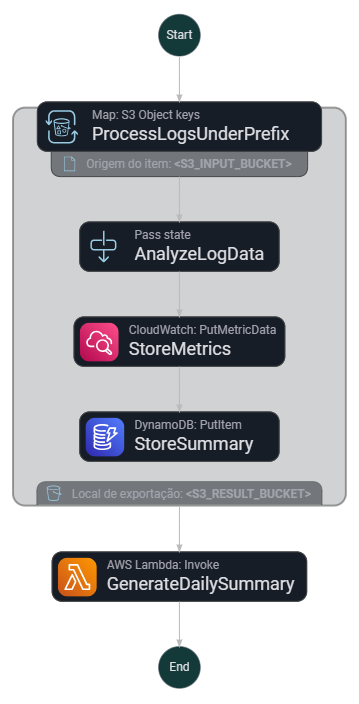 Start
Map: S3 Object keys
ProcessLogsUnderPrefix
Origem do item: <S3_INPUT_BUCKET>
Pass state
AnalyzeLogData
CloudWatch: PutMetricData
StoreMetrics
DynamoDB: PutItem
StoreSummary
Local de exportação: <S3_RESULT_BUCKET>
AWS Lambda: Invoke
GenerateDailySummary
End